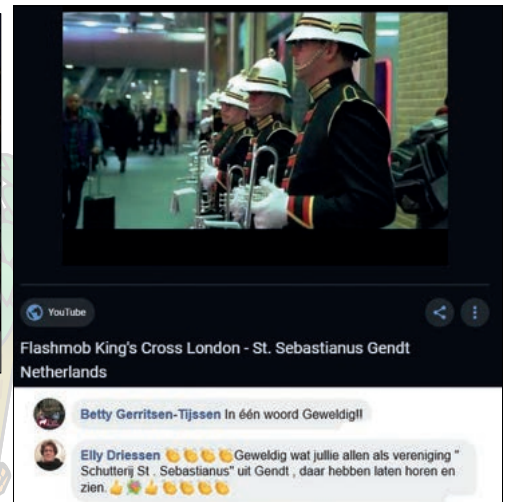 YouTube
Flashmob King's Cross London - St. Sebastianus Gendt
Netherlands
Betty Gerritsen-Tijssen In één woord Geweldig!!
Elly Driessen 👏👏👏👏Geweldig wat jullie allen als vereniging "
Schutterij St . Sebastianus" uit Gendt , daar hebben laten horen en
zien.👍💐👍👏👏👏👏